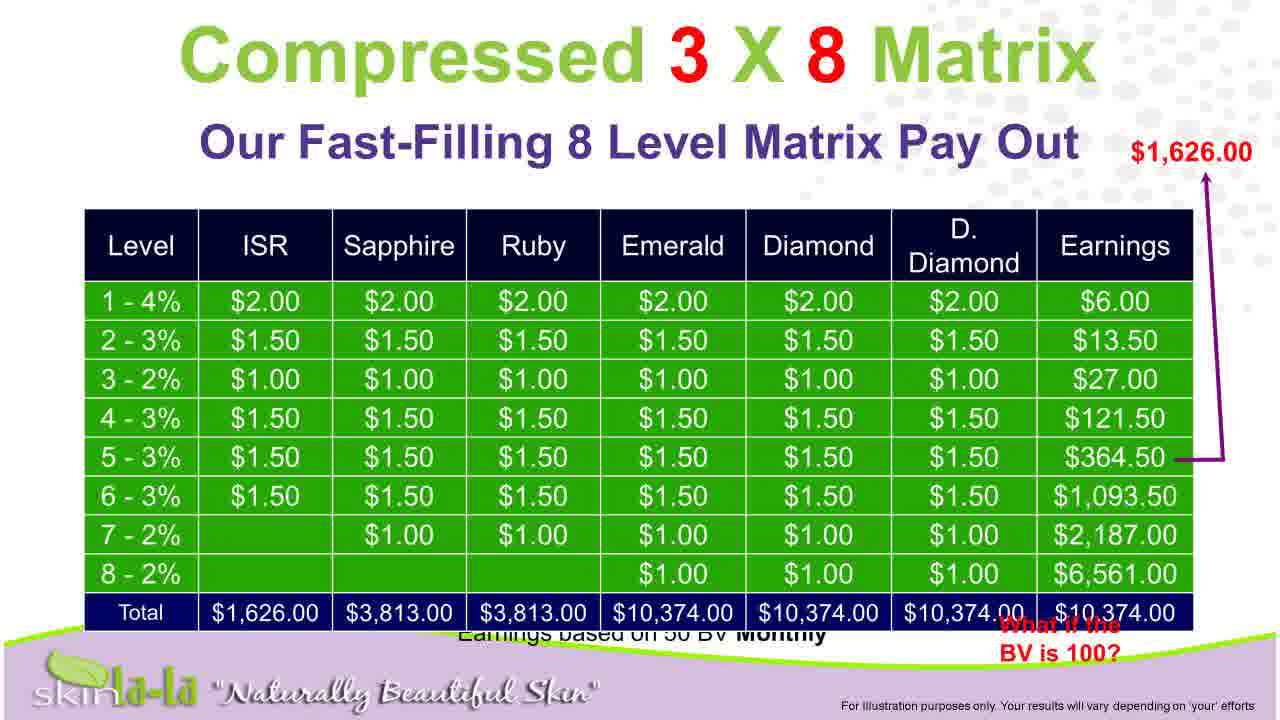 Compressed 3 X 8 Matrix
Our Fast-Filling 8 Level Matrix Pay Out
$1,626.00
Level ISR Sapphire Ruby Emerald Diamond D. Diamond Earnings
1 - 4% $2.00 $2.00 $2.00 $2.00 $2.00 $2.00 $6.00
2 - 3% $1.50 $1.50 $1.50 $1.50 $1.50 $1.50 $13.50
3 - 2% $1.00 $1.00 $1.00 $1.00 $1.00 $1.00 $27.00
4 - 3% $1.50 $1.50 $1.50 $1.50 $1.50 $1.50 $121.50
5 - 3% $1.50 $1.50 $1.50 $1.50 $1.50 $1.50 $364.50
6 - 3% $1.50 $1.50 $1.50 $1.50 $1.50 $1.50 $1,093.50
7 - 2% $1.00 $1.00 $1.00 $1.00 $1.00 $2,187.00
8 - 2% $1.00 $1.00 $1.00 $6,561.00
Total $1,626.00 $3,813.00 $3,813.00 $10,374.00 $10,374.00 $10,374.00 $10,374.00
Earnings based on 50 BV Monthly
What if the
BV is 100?
skin la-la "Naturally Beautiful Skin"
For Illustration purposes only. Your results will vary depending on 'your' efforts